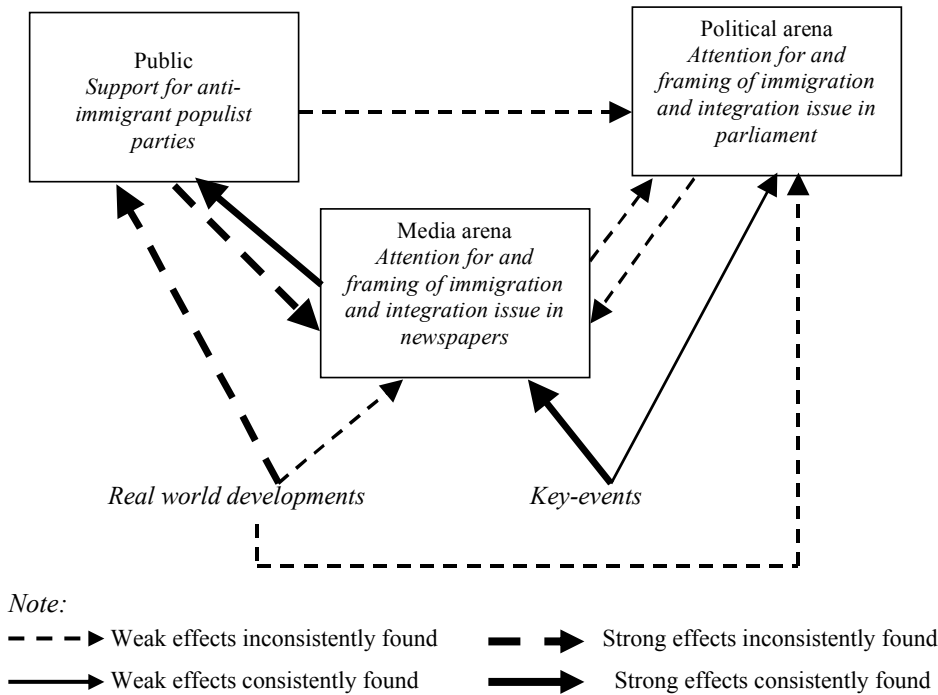 Public
Support for anti-
immigrant populist
parties
Political arena
Attention for and
framing of immigration
and integration issue in
parliament
Media arena
Attention for and
framing of immigration
and integration issue in
newspapers
Real world developments
Key-events
Note:
Weak effects inconsistently found
Strong effects inconsistently found
Weak effects consistently found
Strong effects consistently found